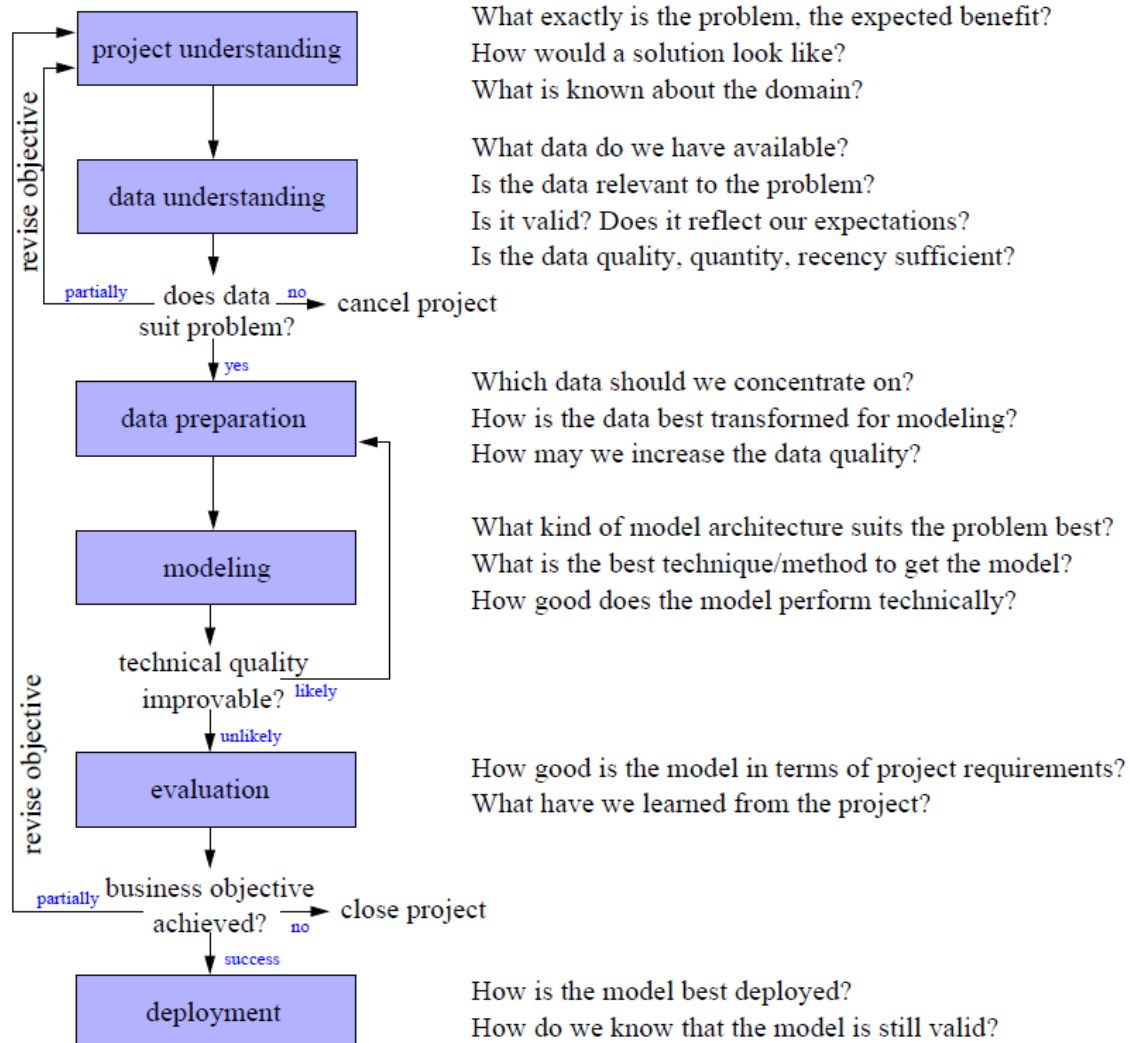 What exactly is the problem, the expected benefit?
project understanding
How would a solution look like?
What is known about the domain?
revise objective
What data do we have available?
data understanding
Is the data relevant to the problem?
Is it valid? Does it reflect our expectations?
Is the data quality, quantity, recency sufficient?
partially
does data
no
cancel project
suit problem?
yes
Which data should we concentrate on?
data preparation
How is the data best transformed for modeling?
How may we increase the data quality?
What kind of model architecture suits the problem best?
modeling
What is the best technique/method to get the model?
How good does the model perform technically?
technical quality
improvable?
likely
unlikely
revise objective
How good is the model in terms of project requirements?
evaluation
What have we learned from the project?
partially
business objective
achieved?
no
close project
success
How is the model best deployed?
deployment
How do we know that the model is still valid?